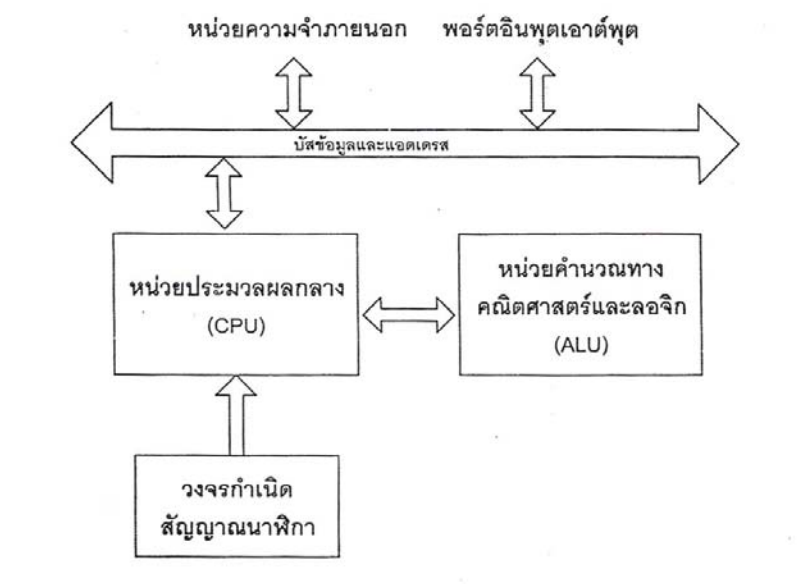 หน่วยความจำภายนอก พอร์ตอินพุตเอาต์พุต
บัสข้อมูลและแอดเดรส
หน่วยประมวลผลกลาง
(CPU)
หน่วยคำนวณทาง
คณิตศาสตร์และลอจิก
(ALU)
วงจรกำเนิด
สัญญาณนาฬิกา